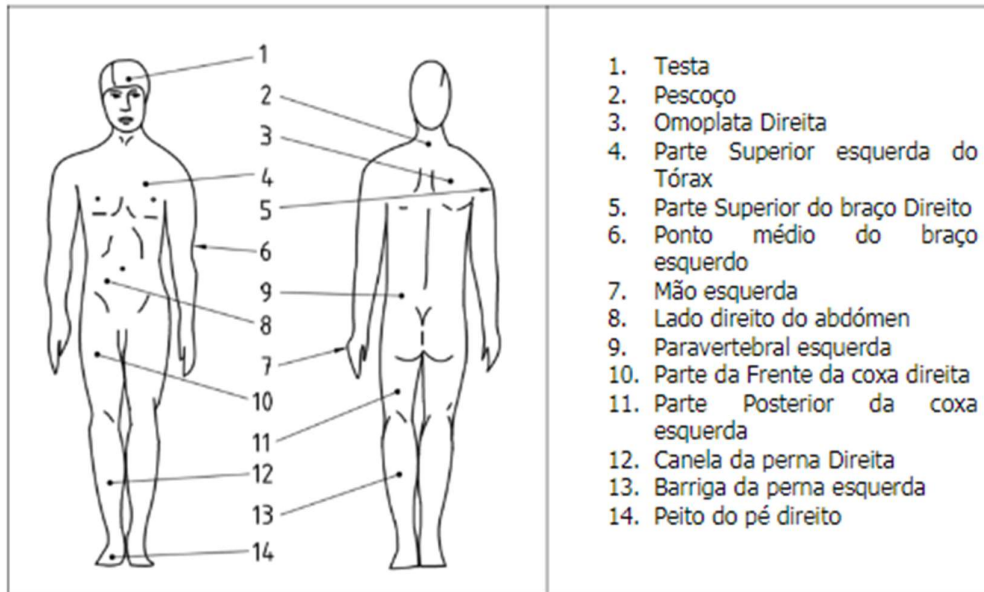 1
2
3
4
5
6
9
8
7
10
11
12
13
14
1. Testa
2. Pescoço
3. Omoplata Direita
4. Parte Superior esquerda do
Tórax
5. Parte Superior do braço Direito
6. Ponto médio do braço
esquerdo
7. Mão esquerda
8. Lado direito do abdómen
9. Paravertebral esquerda
10. Parte da Frente da coxa direita
11. Parte Posterior da coxa
esquerda
12. Canela da perna Direita
13. Barriga da perna esquerda
14. Peito do pé direito